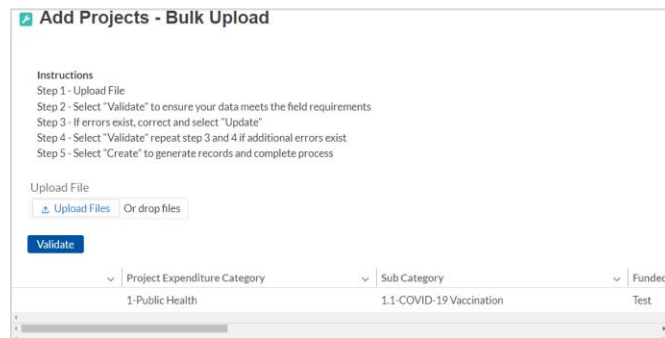 Add Projects - Bulk Upload
Instructions
Step 1 - Upload File
Step 2 - Select "Validate" to ensure your data meets the field requirements
Step 3 - If errors exist, correct and select "Update"
Step 4 - Select "Validate" repeat step 3 and 4 if additional errors exist
Step 5 - Select "Create" to generate records and complete process
Upload File
Upload Files Or drop files
Validate
Project Expenditure Category Sub Category Funded
1-Public Health 1.1-COVID-19 Vaccination Test